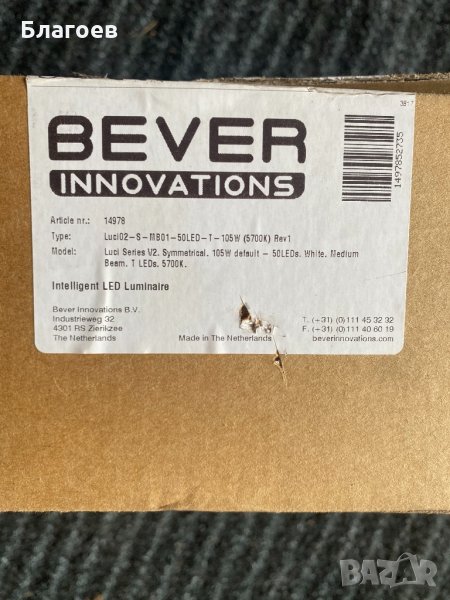 Благоев
BEVER
INNOVATIONS
Article nr.: 14978
Type: Luci02-S-MB01-50LED-T-105W (5700K) Rev1
Model: Luci Series V2. Symmetrical. 105W default - 50LEDs. White. Medium
Beam. T LEDs. 5700K.
Intelligent LED Luminaire
Bever Innovations B.V.
Industrieweg 32
4301 RS Zierikzee
The Netherlands
Made in The Netherlands
T. (+31) (0)111 45 32 32
F. (+31) (0)111 40 60 19
beverinnovations.com
1497852735
BAZAR